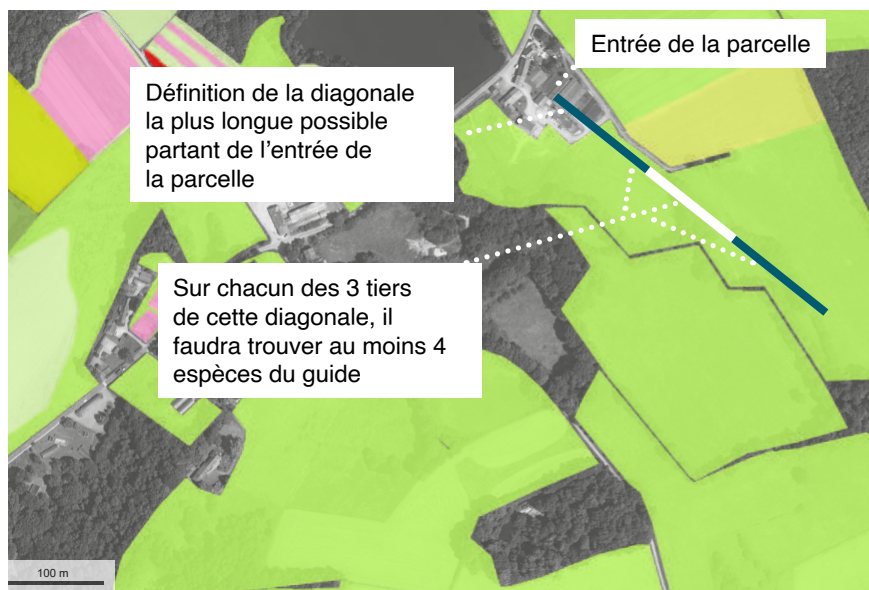 Entrée de la parcelle
Définition de la diagonale
la plus longue possible
partant de l’entrée de
la parcelle
Sur chacun des 3 tiers
de cette diagonale, il
faudra trouver au moins 4
espèces du guide
100 m